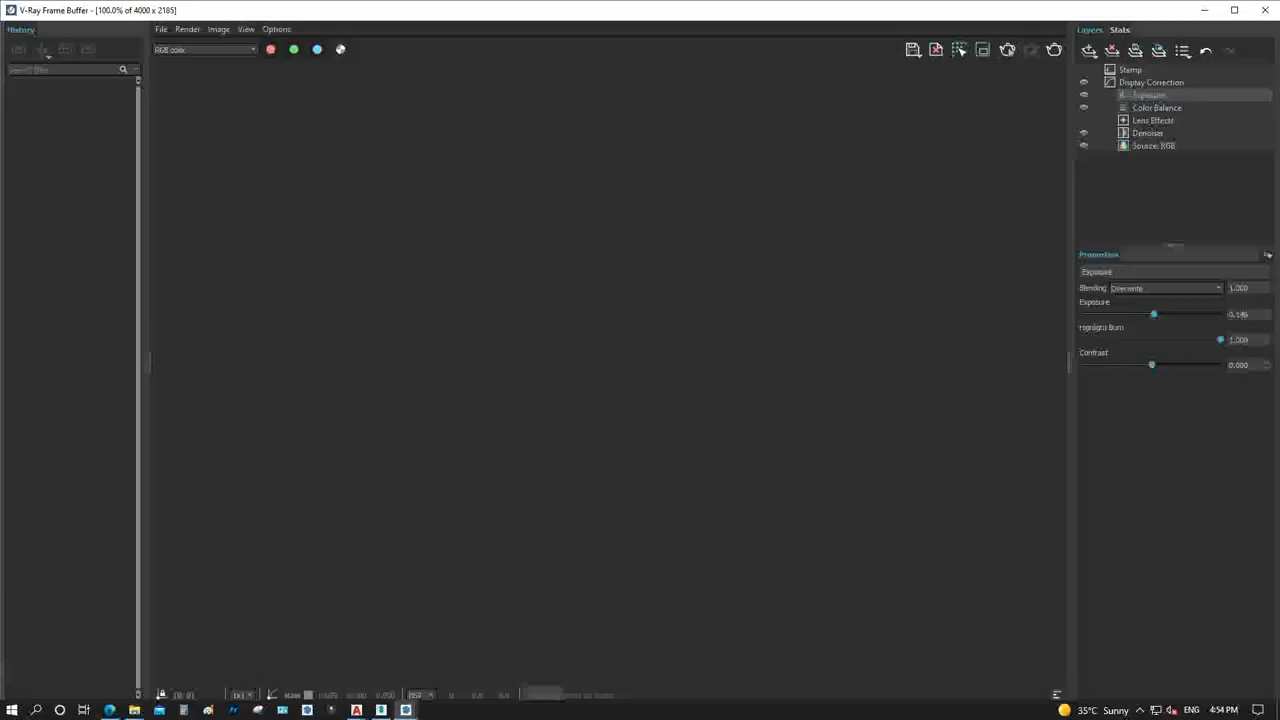 V-Ray Frame Buffer - [100.0% of 4000 x 2185]
History
File Render Image View Options
Layers Stats
RGB color
Stamp
Display Correction
Exposure
Color Balance
Lens Effects
Denoiser
Source: RGB
Properties
Exposure
Blending Overwrite 1.000
Exposure
0.146
Highlight Burn
1.000
Contrast
0.000
HSV
35°C Sunny
ENG
4:54 PM